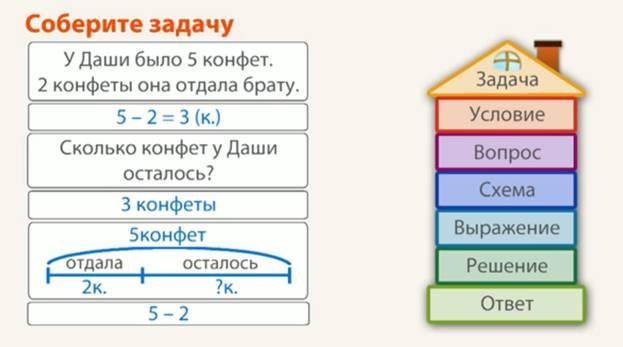 Соберите задачу
У Даши было 5 конфет.
2 конфеты она отдала брату.
5 – 2 = 3 (к.)
Сколько конфет у Даши
осталось?
3 конфеты
5конфет
отдала осталось
2к. ?к.
5 – 2
Задача
Условие
Вопрос
Схема
Выражение
Решение
Ответ